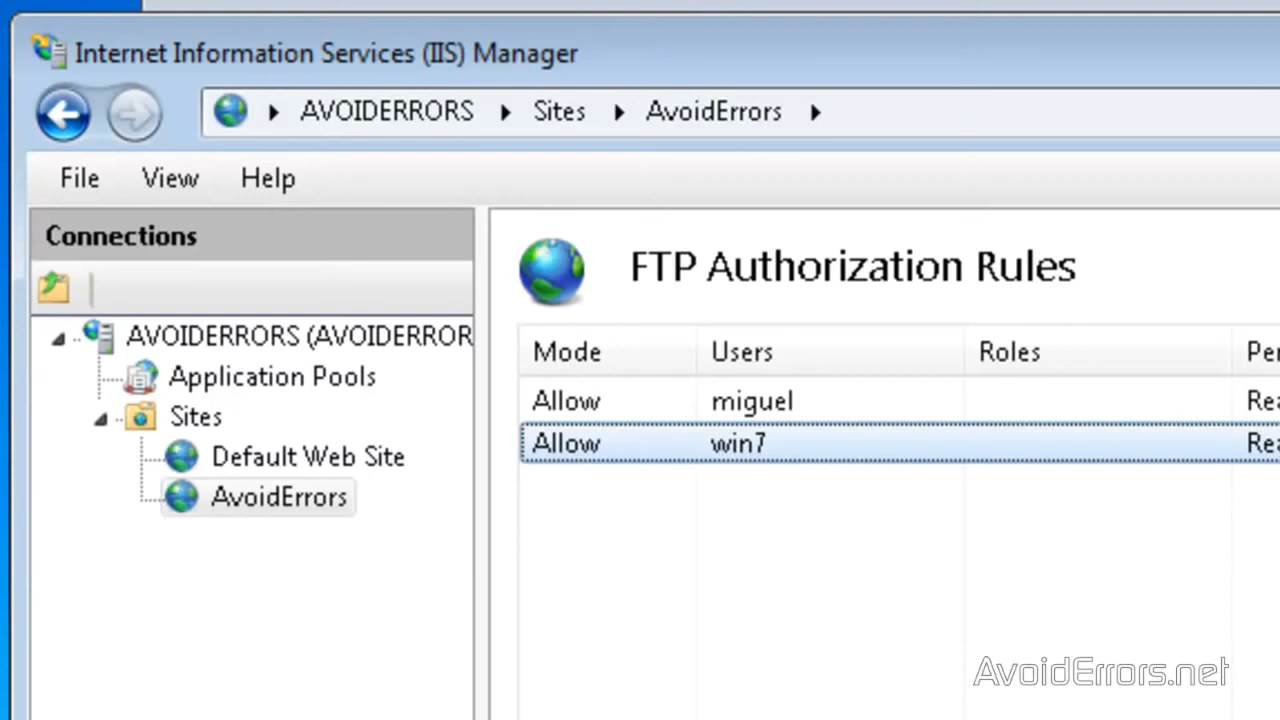 Internet Information Services (IIS) Manager
AVOIDERRORS Sites AvoidErrors
File View Help
Connections
AVOIDERRORS (AVOIDERROR
Application Pools
Sites
Default Web Site
AvoidErrors
FTP Authorization Rules
Mode Users Roles Per
Allow miguel Rea
Allow win7 Rea
AvoidErrors.net